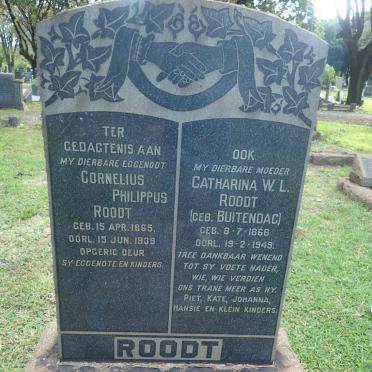 TER
GEDAGTENIS AAN
MY DIERBARE EGGENOOT
CORNELIUS
PHILIPPUS
ROODT
GEB. 15 APR. 1865.
OORL. 15 JUN. 1939
OPGERIG DEUR
SY EGGENOTE EN KINDERS.
OOK
MY DIERBARE MOEDER
CATHARINA W. L.
ROODT
(GEB. BUITENDAG)
GEB. 8-7-1866
OORL. 19-2-1949.
TREE DANKBAAR WENEND
TOT SY VOETE NADER,
WIE, WIE VERDIEN
ONS TRANE MEER AS HY.
PIET, KATE, JOHANNA,
HANSIE EN KLEIN KINDERS.
ROODT